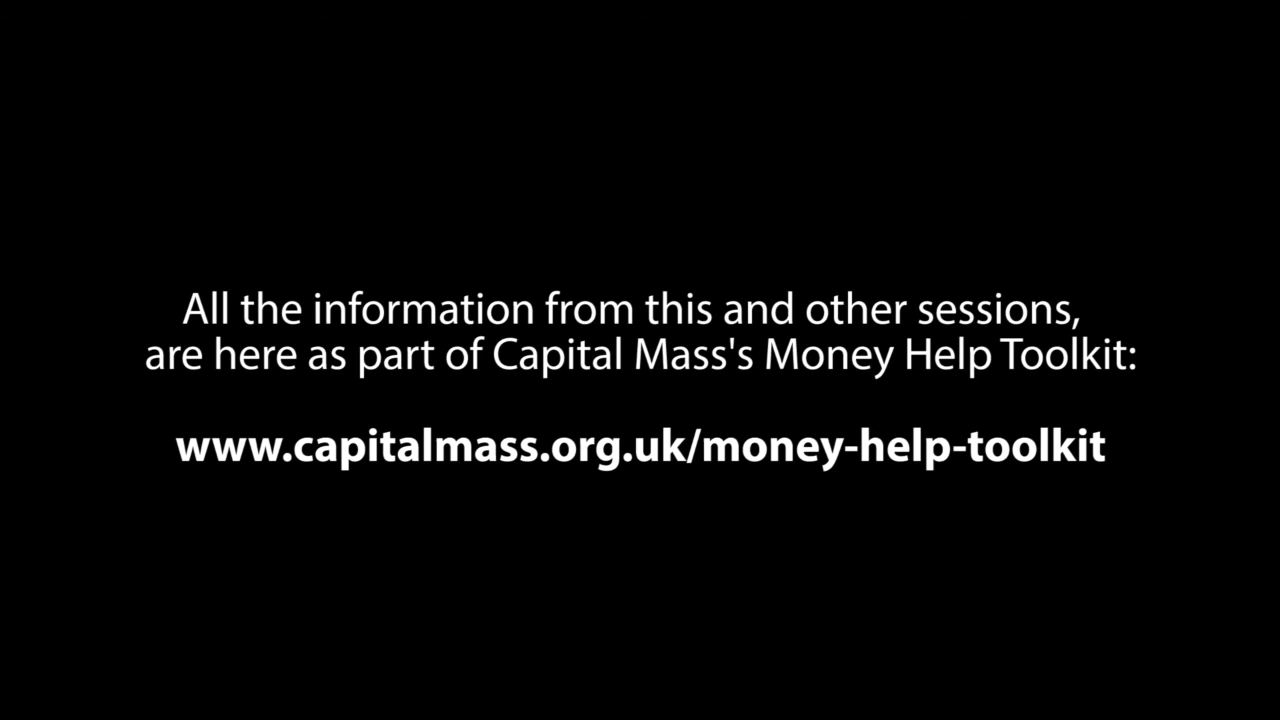 All the information from this and other sessions,
are here as part of Capital Mass's Money Help Toolkit:
www.capitalmass.org.uk/money-help-toolkit